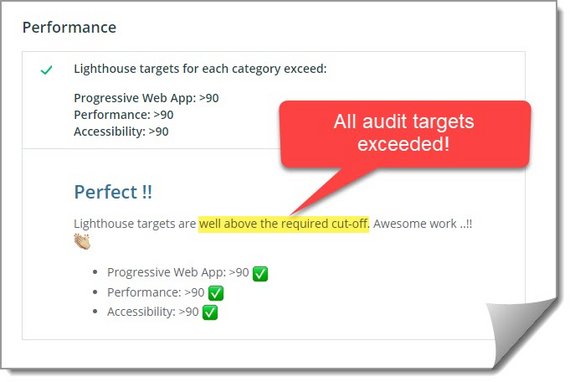 Performance
Lighthouse targets for each category exceed:
Progressive Web App: >90
Performance: >90
Accessibility: >90
All audit targets
exceeded!
Perfect !!
Lighthouse targets are well above the required cut-off. Awesome work ..!!
Progressive Web App: >90
Performance: >90
Accessibility: >90